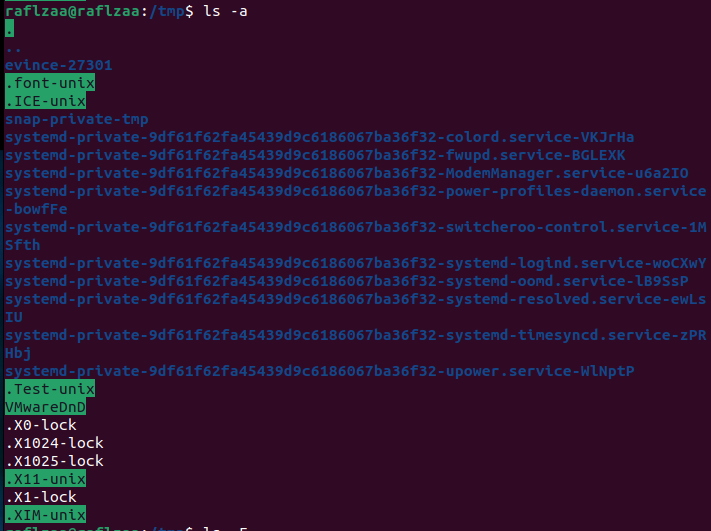 raflzaa@raflzaa:/tmp$ ls -a
.
..
evince-27301
.font-unix
.ICE-unix
snap-private-tmp
systemd-private-9df61f62fa45439d9c6186067ba36f32-colord.service-VKJrHa
systemd-private-9df61f62fa45439d9c6186067ba36f32-fwupd.service-BGLEXK
systemd-private-9df61f62fa45439d9c6186067ba36f32-ModemManager.service-u6a2IO
systemd-private-9df61f62fa45439d9c6186067ba36f32-power-profiles-daemon.service
-bowfFe
systemd-private-9df61f62fa45439d9c6186067ba36f32-switcheroo-control.service-1M
Sfth
systemd-private-9df61f62fa45439d9c6186067ba36f32-systemd-logind.service-woCXwY
systemd-private-9df61f62fa45439d9c6186067ba36f32-systemd-oomd.service-lB9SsP
systemd-private-9df61f62fa45439d9c6186067ba36f32-systemd-resolved.service-ewLs
IU
systemd-private-9df61f62fa45439d9c6186067ba36f32-systemd-timesyncd.service-zPR
Hbj
systemd-private-9df61f62fa45439d9c6186067ba36f32-upower.service-WlNptP
.Test-unix
VMwareDnD
.X0-lock
.X1024-lock
.X1025-lock
.X11-unix
.X1-lock
.XIM-unix
raflzaa@raflzaa:/tmp$ ls